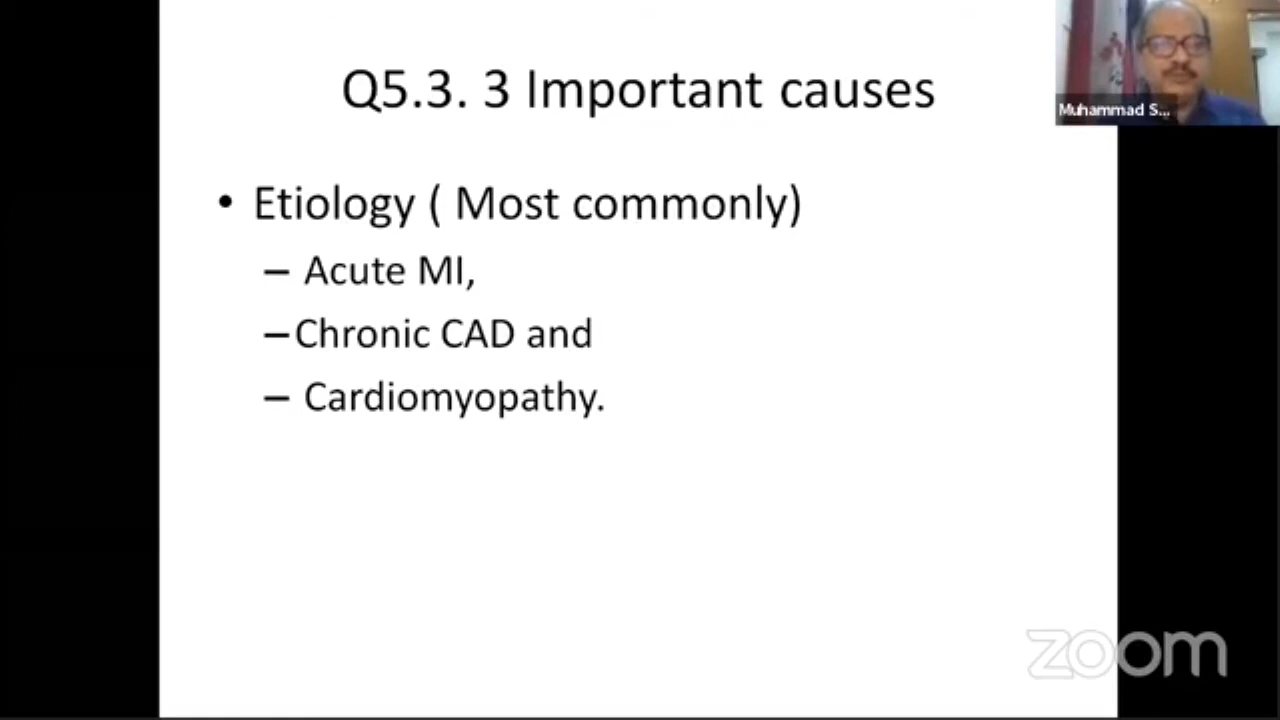 Q5.3. 3 Important causes
Muhammad S...
• Etiology ( Most commonly)
– Acute MI,
–Chronic CAD and
– Cardiomyopathy.
zoom